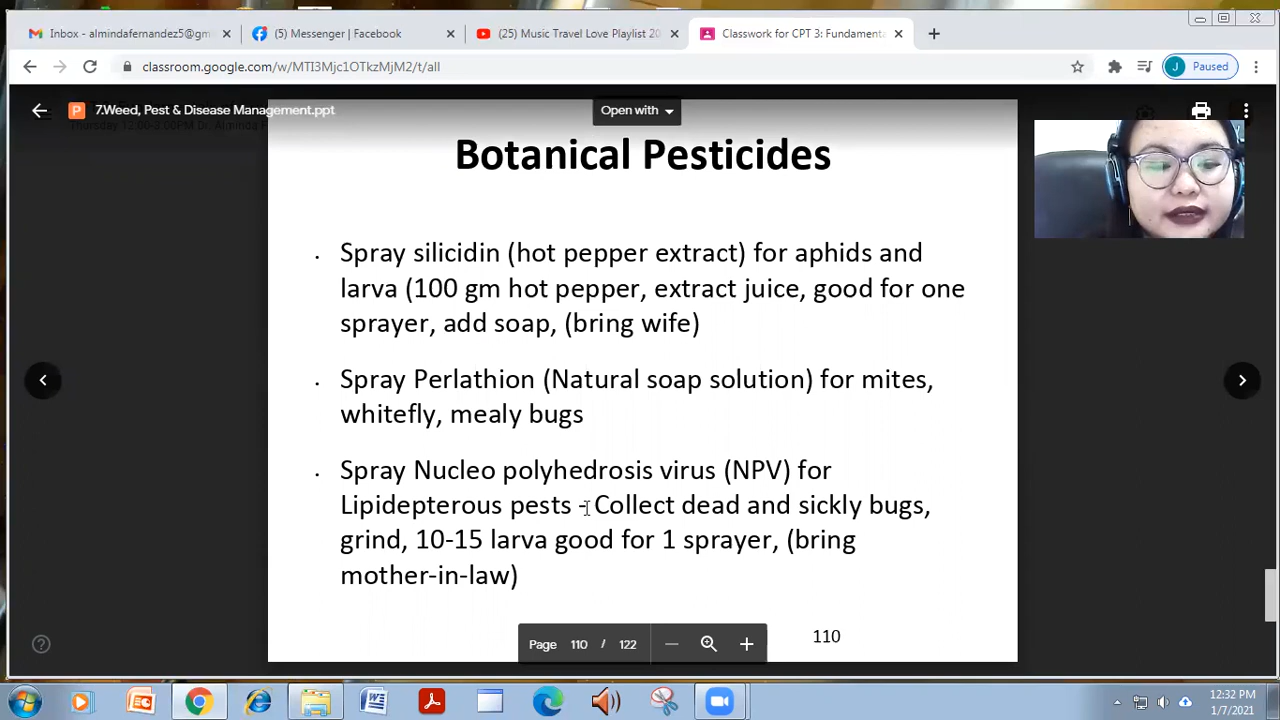 Inbox - almindafernandez5@gm
(5) Messenger | Facebook
(25) Music Travel Love Playlist 20
Classwork for CPT 3: Fundamenta
classroom.google.com/w/MTI3Mjc1OTkzMjM2/t/all
J Paused
7.Weed, Pest & Disease Management.ppt
Open with
Botanical Pesticides
. Spray silicidin (hot pepper extract) for aphids and
larva (100 gm hot pepper, extract juice, good for one
sprayer, add soap, (bring wife)
. Spray Perlathion (Natural soap solution) for mites,
whitefly, mealy bugs
. Spray Nucleo polyhedrosis virus (NPV) for
Lipidepterous pests - Collect dead and sickly bugs,
grind, 10-15 larva good for 1 sprayer, (bring
mother-in-law)
110
Page 110 / 122
12:32 PM
1/7/2021